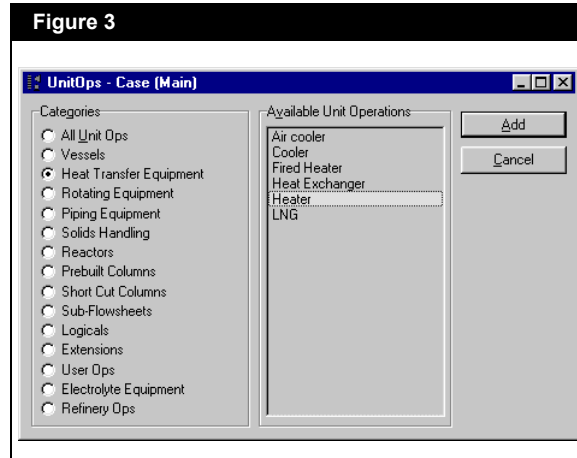 Figure 3
UnitOps - Case (Main)
Categories
All Unit Ops
Vessels
Heat Transfer Equipment
Rotating Equipment
Piping Equipment
Solids Handling
Reactors
Prebuilt Columns
Short Cut Columns
Sub-Flowsheets
Logicals
Extensions
User Ops
Electrolyte Equipment
Refinery Ops
Available Unit Operations
Air cooler
Cooler
Fired Heater
Heat Exchanger
Heater
LNG
Add
Cancel